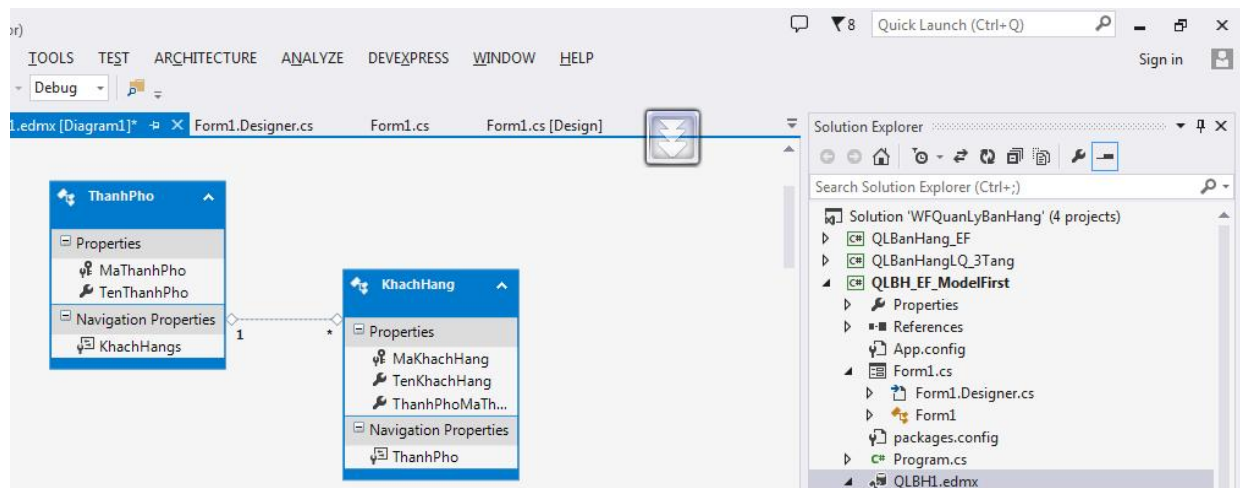 or)
8 Quick Launch (Ctrl+Q)
TOOLS TEST ARCHITECTURE ANALYZE DEVEXPRESS WINDOW HELP Sign in
Debug
1.edmx [Diagram1]* Form1.Designer.cs Form1.cs Form1.cs [Design]
ThanhPho
Properties
MaThanhPho
TenThanhPho
Navigation Properties
KhachHangs
1 *
KhachHang
Properties
MaKhachHang
TenKhachHang
ThanhPhoMaTh...
Navigation Properties
ThanhPho
Solution Explorer
Search Solution Explorer (Ctrl+;)
Solution 'WFQuanLyBanHang' (4 projects)
C# QLBanHang_EF
C# QLBanHangLQ_3Tang
C# QLBH_EF_ModelFirst
Properties
References
App.config
Form1.cs
Form1.Designer.cs
Form1
packages.config
C# Program.cs
QLBH1.edmx